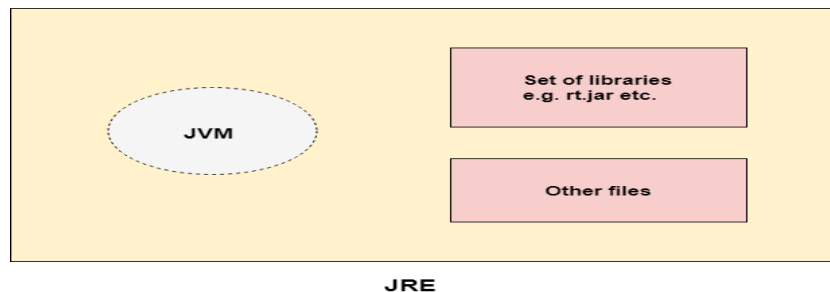 JVM
Set of libraries
e.g. rt.jar etc.
Other files
JRE